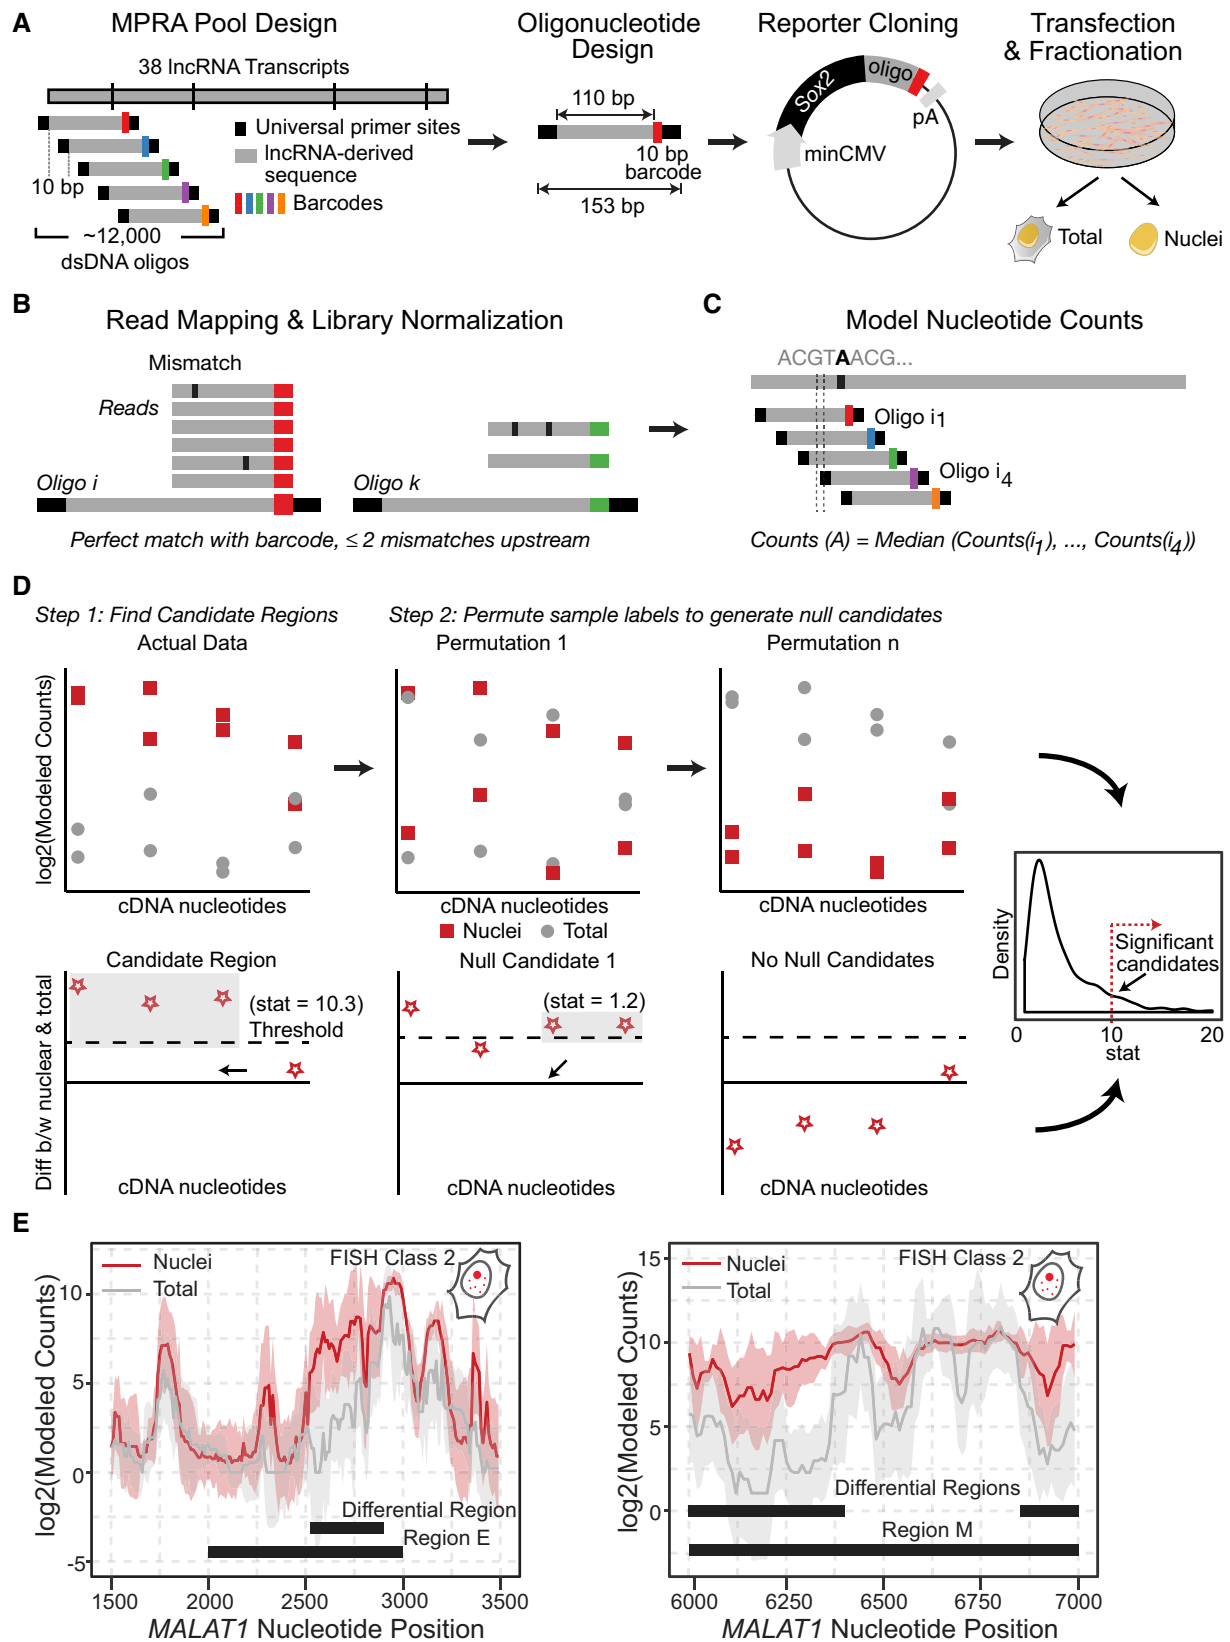 A
MPRA Pool Design
38 lncRNA Transcripts
Universal primer sites
lncRNA-derived
sequence
10 bp
Barcodes
~12,000
dsDNA oligos
Oligonucleotide
Design
110 bp
10 bp
barcode
153 bp
Reporter Cloning
Sox2
oligo
pA
minCMV
Transfection
& Fractionation
Total
Nuclei
B
Read Mapping & Library Normalization
Mismatch
Reads
Oligo i
Oligo k
Perfect match with barcode, ≤ 2 mismatches upstream
C
Model Nucleotide Counts
ACGTAACG...
Oligo i1
Oligo i4
Counts (A) = Median (Counts(i1), ..., Counts(i4))
D
Step 1: Find Candidate Regions
Step 2: Permute sample labels to generate null candidates
Actual Data
Permutation 1
Permutation n
log2(Modeled Counts)
cDNA nucleotides
cDNA nucleotides
cDNA nucleotides
Nuclei
Total
Candidate Region
Null Candidate 1
No Null Candidates
(stat = 10.3)
Threshold
(stat = 1.2)
Diff b/w nuclear & total
cDNA nucleotides
cDNA nucleotides
cDNA nucleotides
Density
Significant
candidates
0
10
20
stat
E
Nuclei
Total
FISH Class 2
log2(Modeled Counts)
10
5
0
-5
Differential Region
Region E
1500
2000
2500
3000
3500
MALAT1 Nucleotide Position
Nuclei
Total
FISH Class 2
log2(Modeled Counts)
15
10
5
0
Differential Regions
Region M
6000
6250
6500
6750
7000
MALAT1 Nucleotide Position